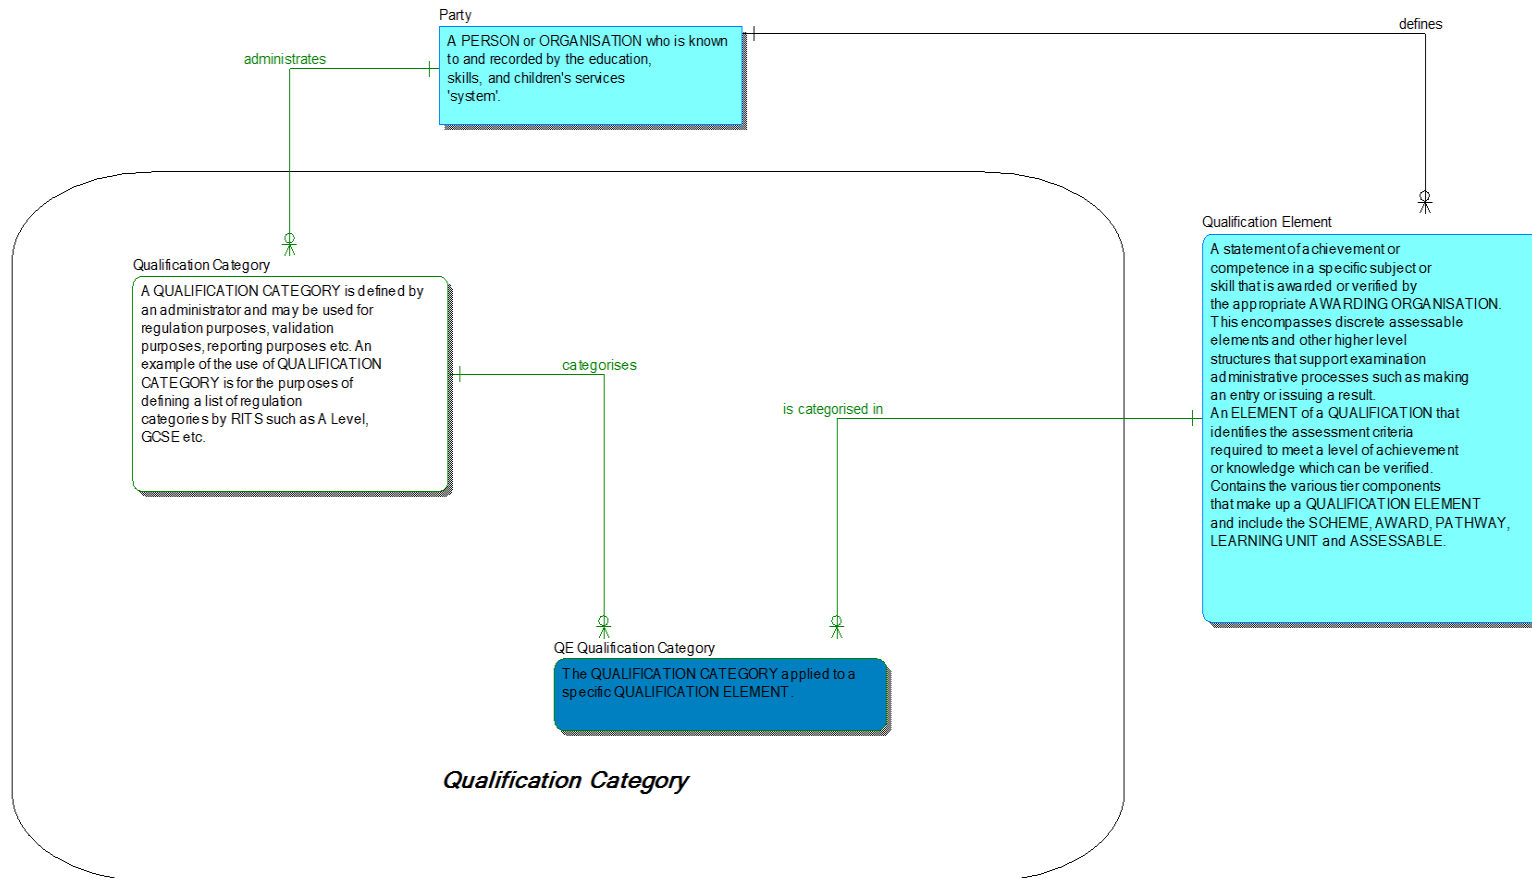 Party
A PERSON or ORGANISATION who is known
to and recorded by the education,
skills, and children's services
'system'.
defines
administrates
Qualification Category
A QUALIFICATION CATEGORY is defined by
an administrator and may be used for
regulation purposes, validation
purposes, reporting purposes etc. An
example of the use of QUALIFICATION
CATEGORY is for the purposes of
defining a list of regulation
categories by RITS such as A Level,
GCSE etc.
categorises
is categorised in
Qualification Element
A statement of achievement or
competence in a specific subject or
skill that is awarded or verified by
the appropriate AWARDING ORGANISATION.
This encompasses discrete assessable
elements and other higher level
structures that support examination
administrative processes such as making
an entry or issuing a result.
An ELEMENT of a QUALIFICATION that
identifies the assessment criteria
required to meet a level of achievement
or knowledge which can be verified.
Contains the various tier components
that make up a QUALIFICATION ELEMENT
and include the SCHEME, AWARD, PATHWAY,
LEARNING UNIT and ASSESSABLE.
QE Qualification Category
The QUALIFICATION CATEGORY applied to a
specific QUALIFICATION ELEMENT.
Qualification Category